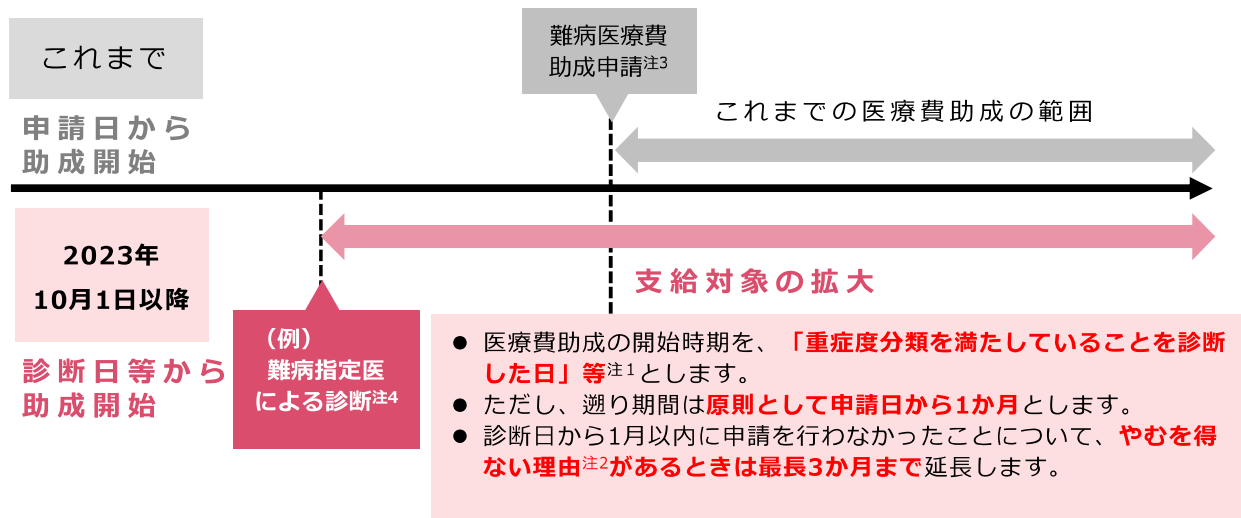 これまで
申請日から
助成開始
難病医療費
助成申請注3
これまでの医療費助成の範囲
2023年
10月1日以降
診断日等から
助成開始
（例）
難病指定医
による診断注4
支給対象の拡大
● 医療費助成の開始時期を、「重症度分類を満たしていることを診断
した日」等注1とします。
● ただし、遡り期間は原則として申請日から1か月とします。
● 診断日から1月以内に申請を行わなかったことについて、やむを得
ない理由注2があるときは最長3か月まで延長します。